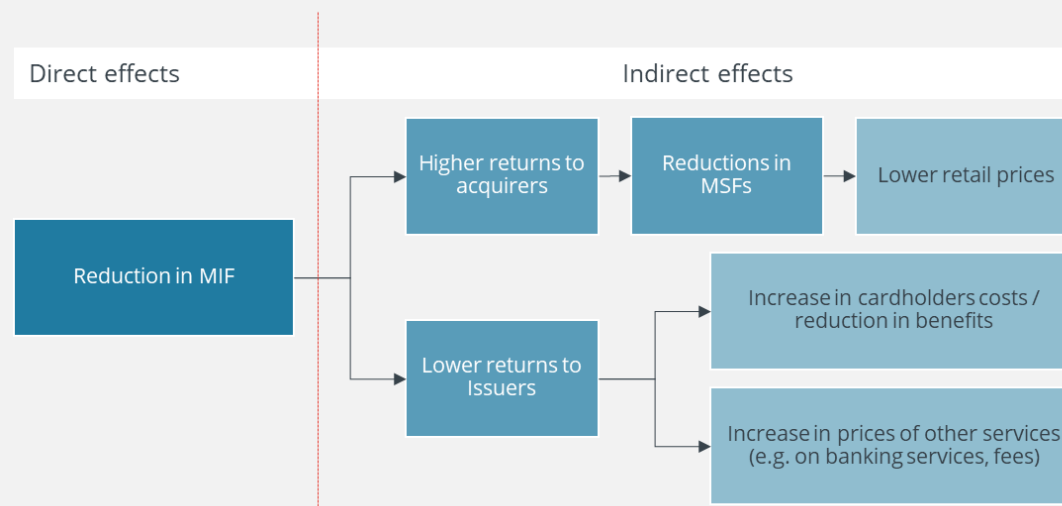 Direct effects
Indirect effects
Higher returns to
acquirers
Reductions in
MSFs
Lower retail prices
Reduction in MIF
Increase in cardholders costs /
reduction in benefits
Lower returns to
Issuers
Increase in prices of other services
(e.g. on banking services, fees)